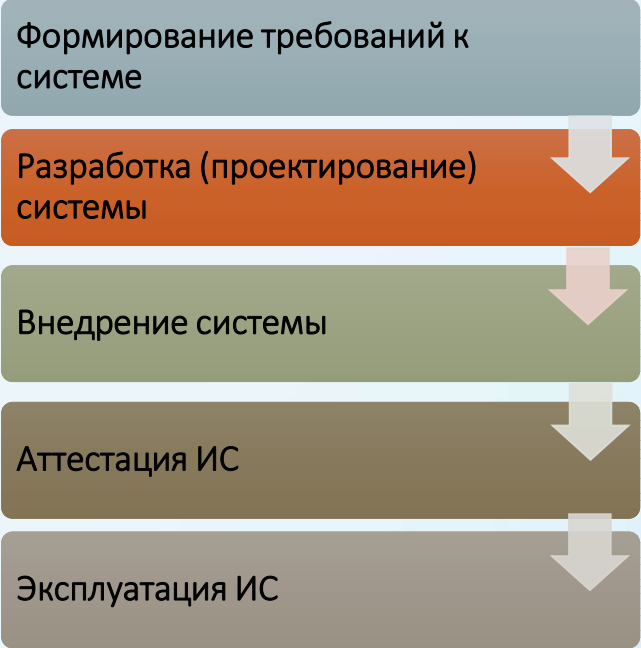 Формирование требований к
системе
Разработка (проектирование)
системы
Внедрение системы
Аттестация ИС
Эксплуатация ИС